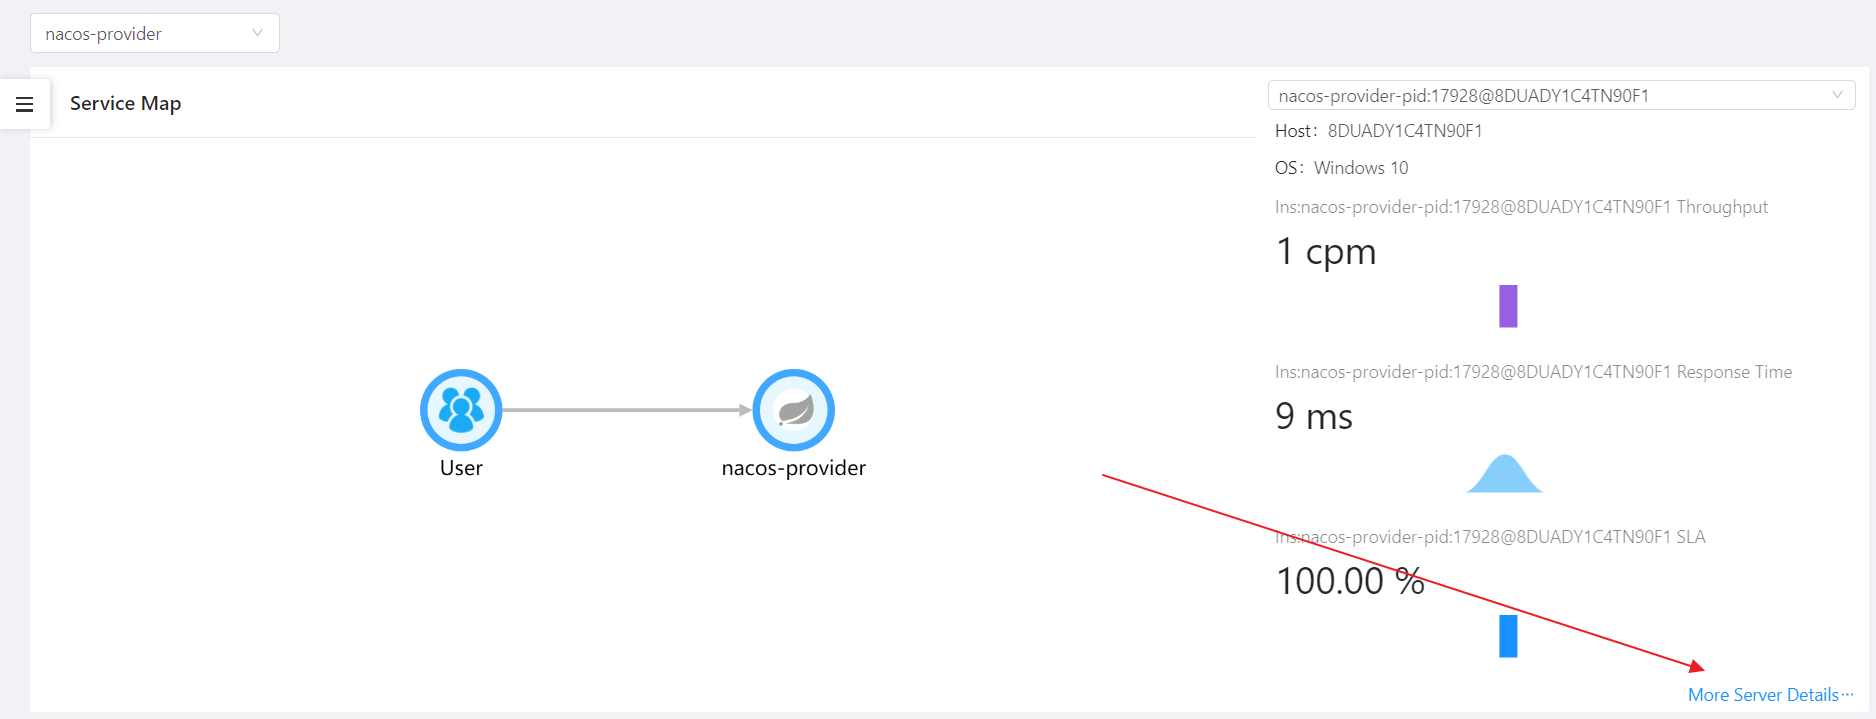 nacos-provider
Service Map
nacos-provider-pid:17928@8DUADY1C4TN90F1
Host: 8DUADY1C4TN90F1
OS: Windows 10
Ins:nacos-provider-pid:17928@8DUADY1C4TN90F1 Throughput
1 cpm
Ins:nacos-provider-pid:17928@8DUADY1C4TN90F1 Response Time
9 ms
User
nacos-provider
Ins:nacos-provider-pid:17928@8DUADY1C4TN90F1 SLA
100.00 %
More Server Details···